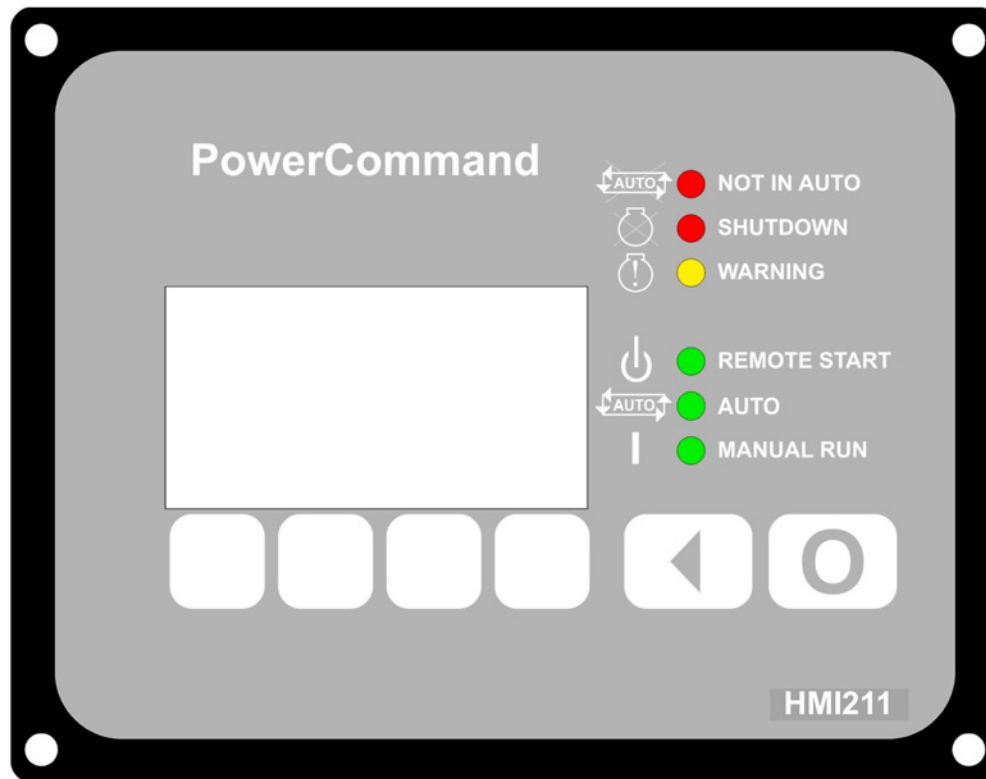 PowerCommand
AUTO NOT IN AUTO
SHUTDOWN
! WARNING
REMOTE START
AUTO AUTO
I MANUAL RUN
O
HMI211